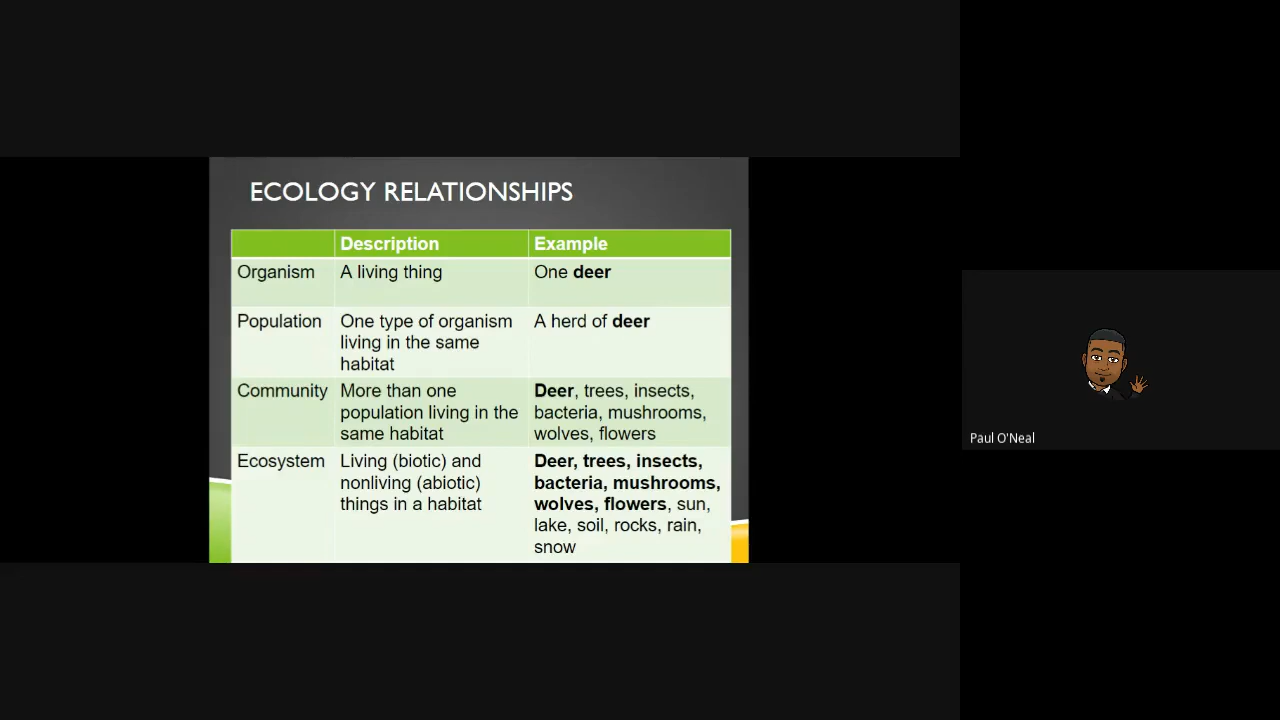 ECOLOGY RELATIONSHIPS
Description Example
Organism A living thing One deer
Population One type of organism A herd of deer
living in the same
habitat
Community More than one Deer, trees, insects,
population living in the bacteria, mushrooms,
same habitat wolves, flowers
Ecosystem Living (biotic) and Deer, trees, insects,
nonliving (abiotic) bacteria, mushrooms,
things in a habitat wolves, flowers, sun,
lake, soil, rocks, rain,
snow
Paul O'Neal